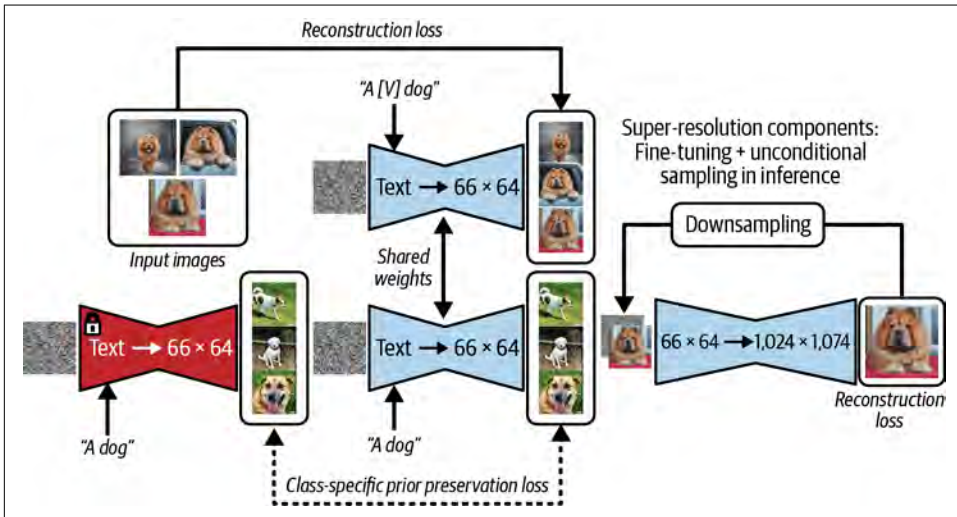 Reconstruction loss
"A [V] dog"
Text → 66 × 64
Input images
Super-resolution components:
Fine-tuning + unconditional
sampling in inference
Downsampling
Shared
weights
Text → 66 × 64
"A dog"
Text → 66 × 64
"A dog"
66 × 64 → 1,024 × 1,074
Reconstruction
loss
Class-specific prior preservation loss